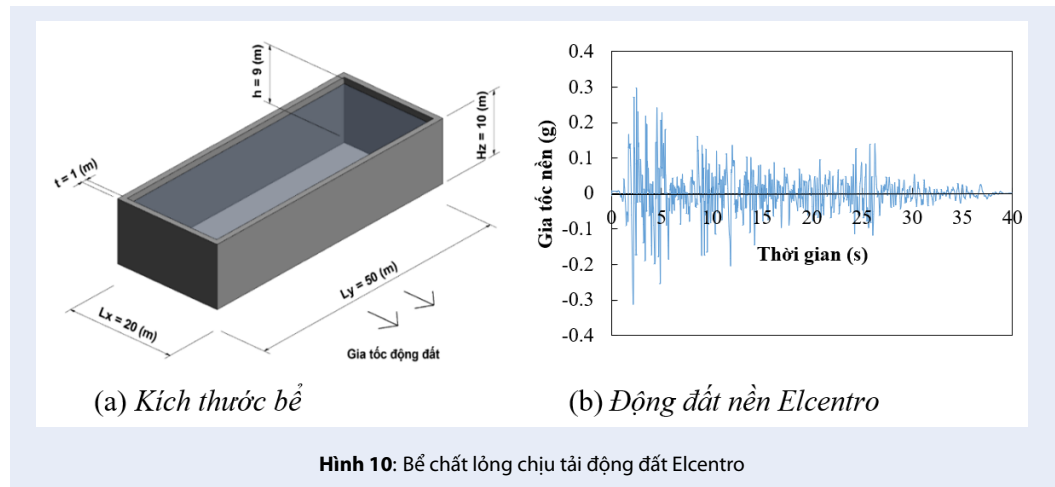 h = 9 (m)
t = 1 (m)
Hz = 10 (m)
Ly = 50 (m)
Lx = 20 (m)
Gia tốc động đất
(a) Kích thước bể
0.4
0.3
0.2
0.1
0
-0.1
-0.2
-0.3
-0.4
Gia tốc nền (g)
0 5 10 15 20 25 30 35 40
Thời gian (s)
(b) Động đất nền Elcentro
Hình 10: Bể chất lỏng chịu tải động đất Elcentro